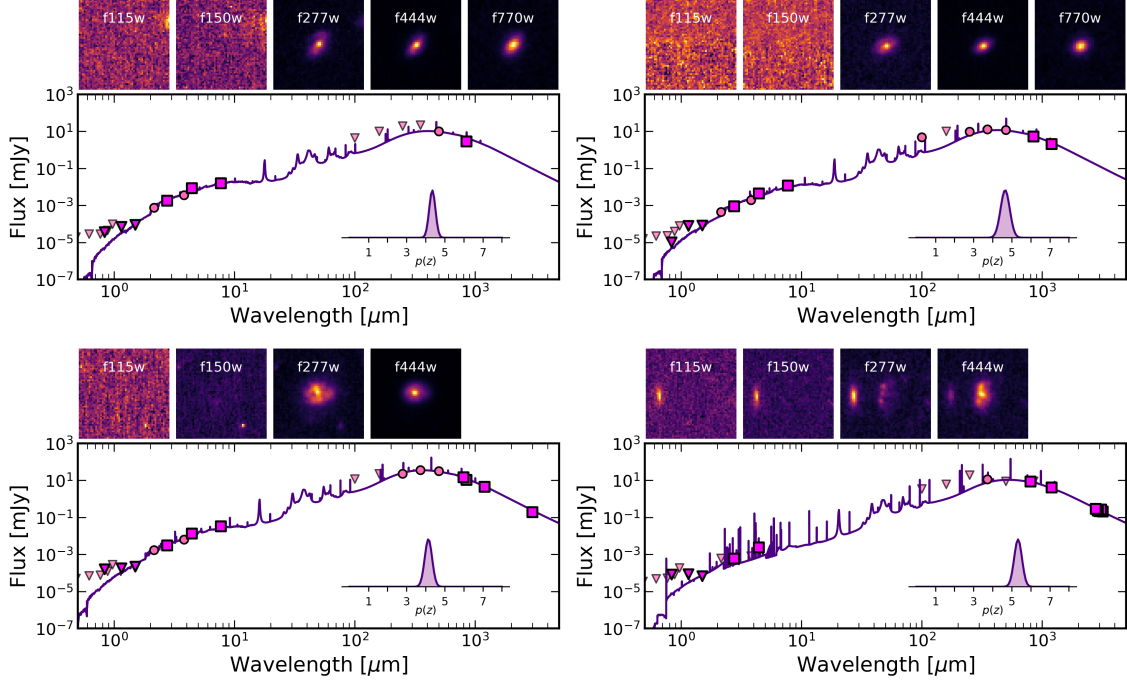 f115w f150w f277w f444w f770w
10³
10¹
10⁻¹
10⁻³
10⁻⁵
10⁻⁷
Flux [mJy]
1 3 5 7
p(z)
10⁰ 10¹ 10² 10³
Wavelength [μm]
f115w f150w f277w f444w f770w
10³
10¹
10⁻¹
10⁻³
10⁻⁵
10⁻⁷
Flux [mJy]
1 3 5 7
p(z)
10⁰ 10¹ 10² 10³
Wavelength [μm]
f115w f150w f277w f444w
10³
10¹
10⁻¹
10⁻³
10⁻⁵
10⁻⁷
Flux [mJy]
1 3 5 7
p(z)
10⁰ 10¹ 10² 10³
Wavelength [μm]
f115w f150w f277w f444w
10³
10¹
10⁻¹
10⁻³
10⁻⁵
10⁻⁷
Flux [mJy]
1 3 5 7
p(z)
10⁰ 10¹ 10² 10³
Wavelength [μm]